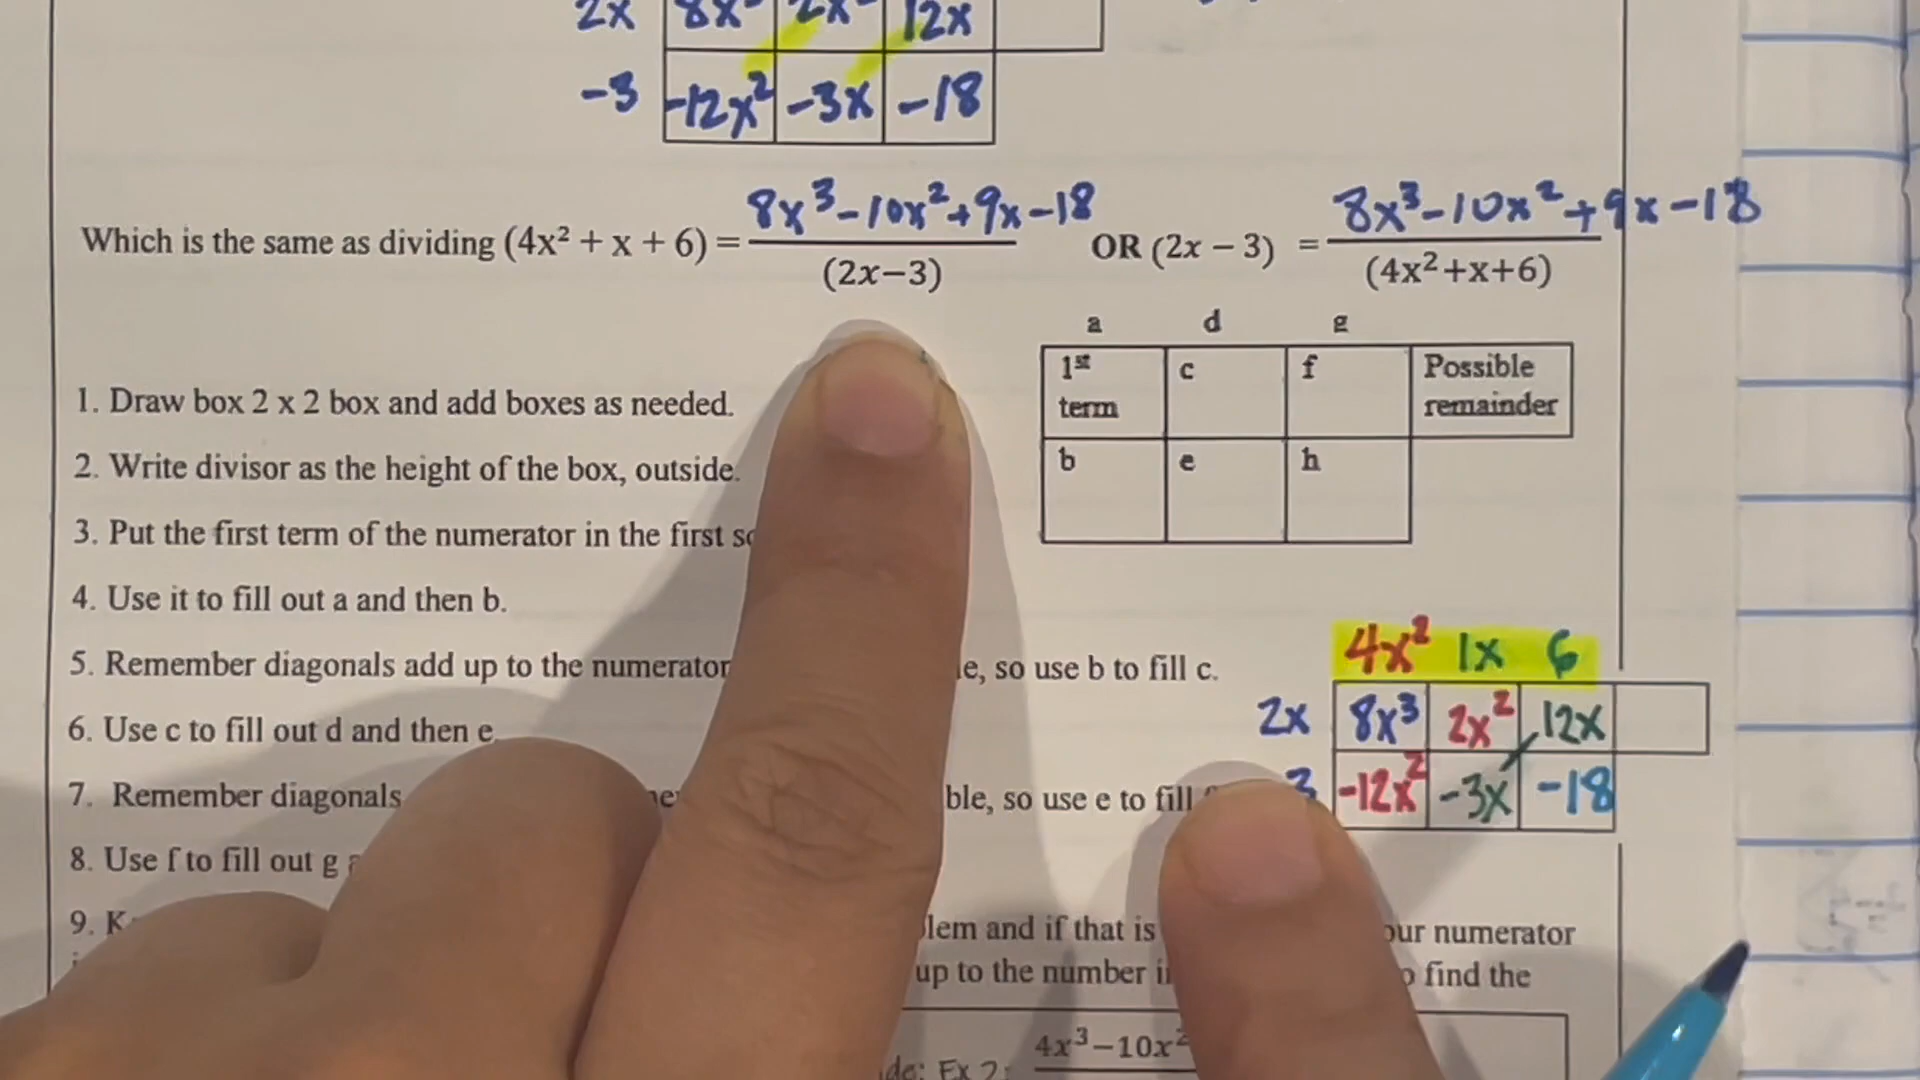 2x 8x 2x 12x
-3 -12x² -3x -18
8x³-10x²+9x-18 8x³-10x²+9x-18
Which is the same as dividing (4x² + x + 6) = OR (2x − 3) =
(2x−3) (4x²+x+6)
a d g
1st term c f Possible remainder
b e h
1. Draw box 2 x 2 box and add boxes as needed.
2. Write divisor as the height of the box, outside.
3. Put the first term of the numerator in the first
4. Use it to fill out a and then b.
5. Remember diagonals add up to the numerator so use b to fill c.
6. Use c to fill out d and then e.
7. Remember diagonals so use e to fill
8. Use f to fill out g
9.
and if that is numerator
up to the number find the
4x² 1x 6
2x 8x³ 2x² 12x
3 -12x² -3x -18
Ex 2: 4x³−10x²